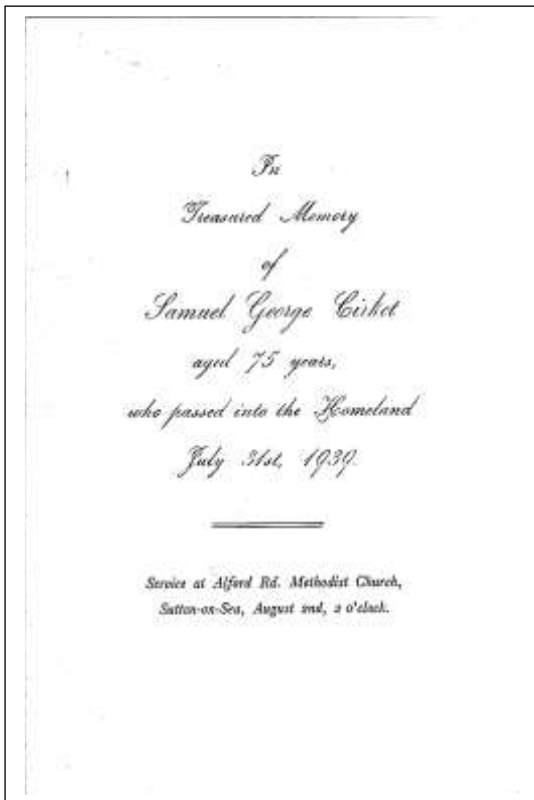 In
Treasured Memory
of
Samuel George Cirket
aged 75 years,
who passed into the Homeland
July 31st, 1939.
Service at Alford Rd. Methodist Church,
Sutton-on-Sea, August 2nd, 2 o'clock.